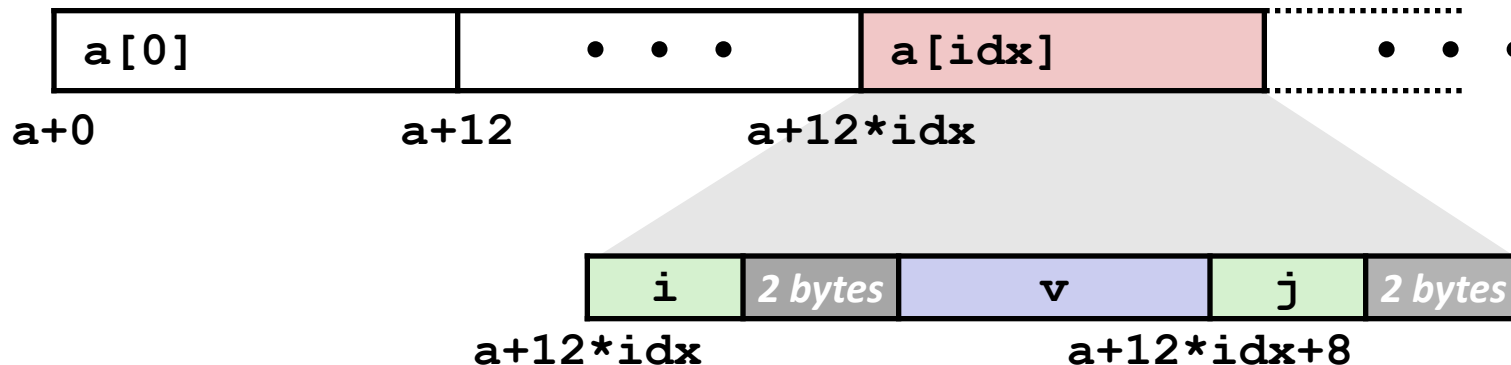 a[0] • • • a[idx] • • •
a+0 a+12 a+12*idx
i 2 bytes v j 2 bytes
a+12*idx a+12*idx+8